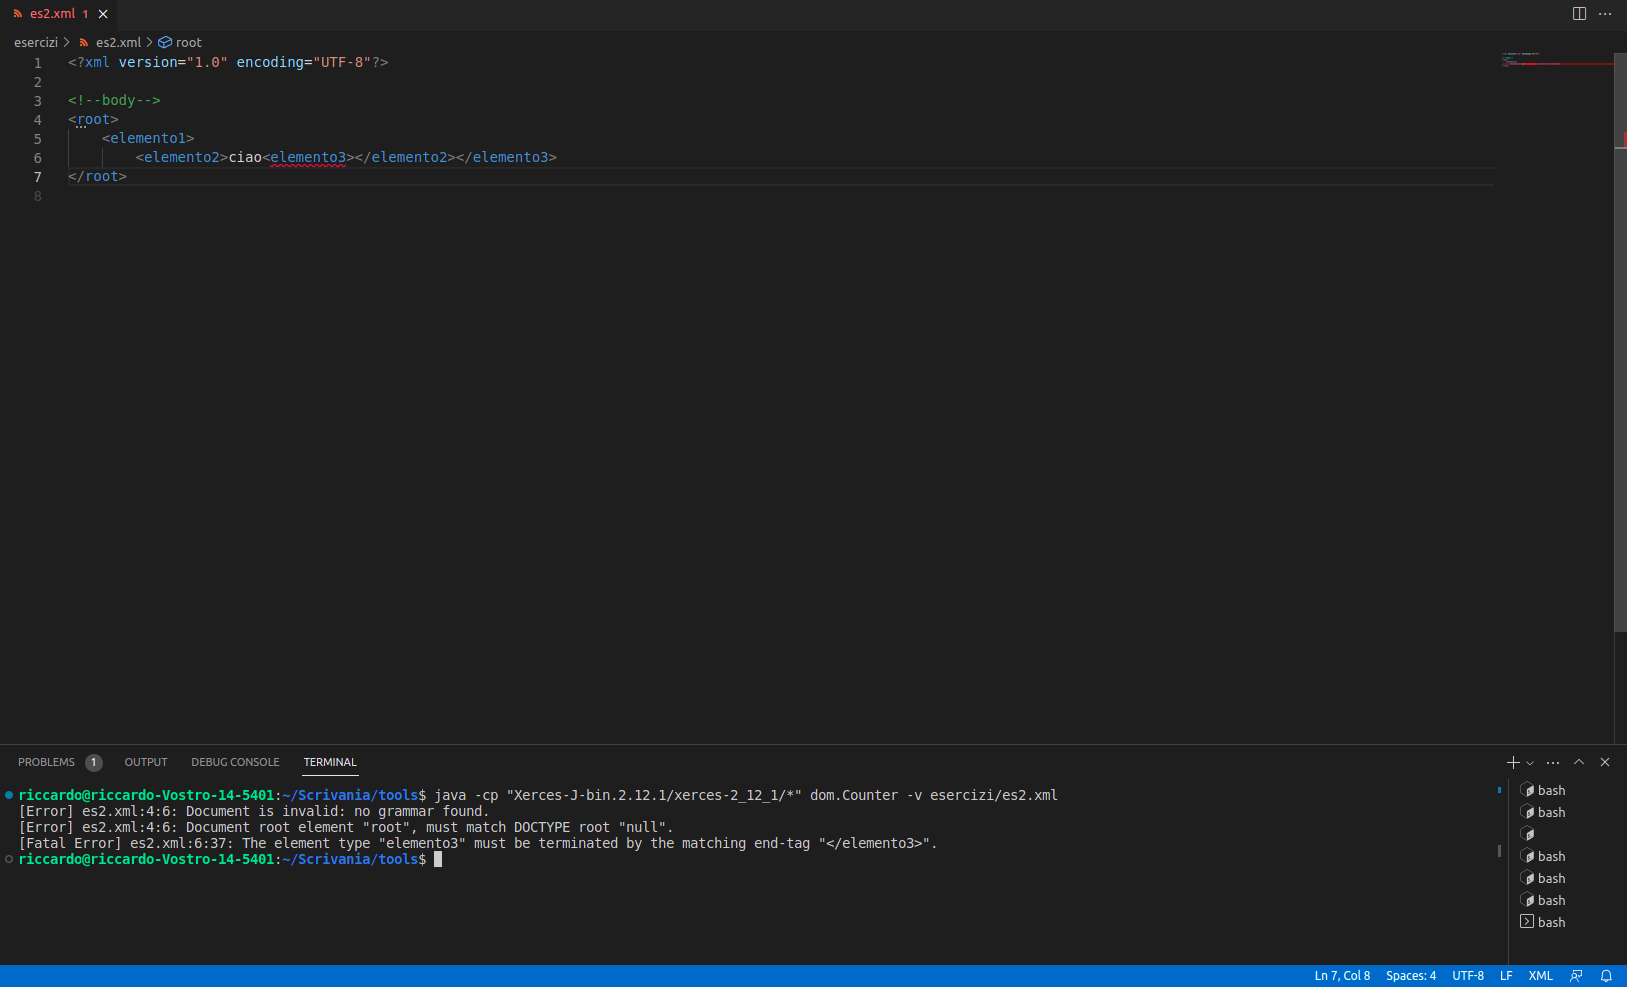 es2.xml 1
esercizi es2.xml root
1 <?xml version="1.0" encoding="UTF-8"?>
2
3 <!--body-->
4 <root>
5 <elemento1>
6 <elemento2>ciao<elemento3></elemento2></elemento3>
7 </root>
8
PROBLEMS 1 OUTPUT DEBUG CONSOLE TERMINAL
riccardo@riccardo-Vostro-14-5401:~/Scrivania/tools$ java -cp "Xerces-J-bin.2.12.1/xerces-2_12_1/*" dom.Counter -v esercizi/es2.xml
[Error] es2.xml:4:6: Document is invalid: no grammar found.
[Error] es2.xml:4:6: Document root element "root", must match DOCTYPE root "null".
[Fatal Error] es2.xml:6:37: The element type "elemento3" must be terminated by the matching end-tag "</elemento3>".
riccardo@riccardo-Vostro-14-5401:~/Scrivania/tools$
bash
bash
bash
bash
bash
bash
Ln 7, Col 8 Spaces: 4 UTF-8 LF XML